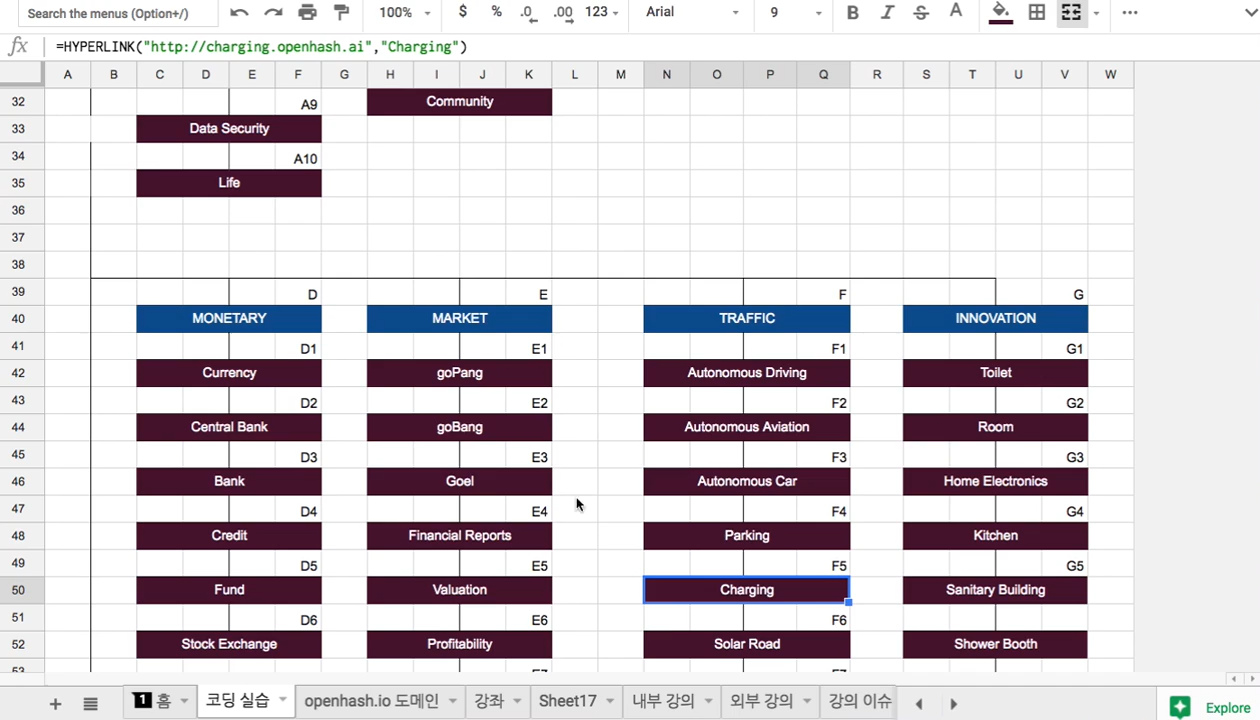 Search the menus (Option+/)
100%
$
%
.0
.00
123
Arial
9
B
I
S
A
fx
=HYPERLINK("http://charging.openhash.ai","Charging")
A B C D E F G H I J K L M N O P Q R S T U V W
32 A9 Community
33 Data Security
34 A10
35 Life
36
37
38
39 D E F G
40 MONETARY MARKET TRAFFIC INNOVATION
41 D1 E1 F1 G1
42 Currency goPang Autonomous Driving Toilet
43 D2 E2 F2 G2
44 Central Bank goBang Autonomous Aviation Room
45 D3 E3 F3 G3
46 Bank Goel Autonomous Car Home Electronics
47 D4 E4 F4 G4
48 Credit Financial Reports Parking Kitchen
49 D5 E5 F5 G5
50 Fund Valuation Charging Sanitary Building
51 D6 E6 F6
52 Stock Exchange Profitability Solar Road Shower Booth
1 홈
코딩 실습
openhash.io 도메인
강좌
Sheet17
내부 강의
외부 강의
강의 이슈
Explore